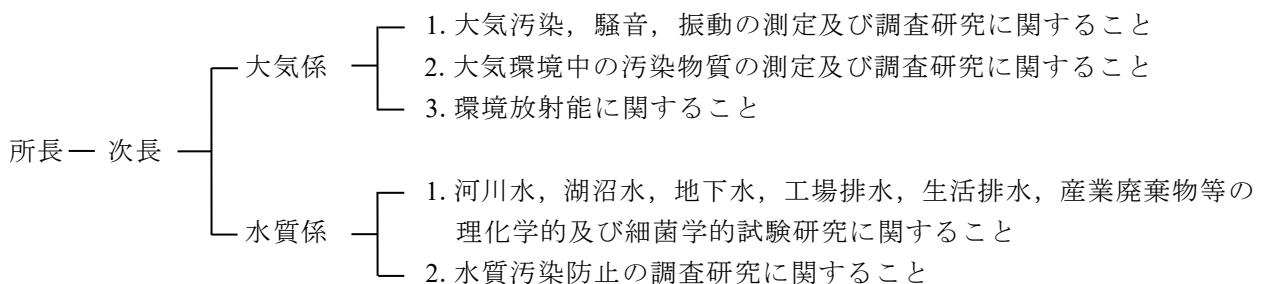 1. 大気汚染，騒音，振動の測定及び調査研究に関すること
大気係
2. 大気環境中の汚染物質の測定及び調査研究に関すること
3. 環境放射能に関すること
所長 次長
1. 河川水，湖沼水，地下水，工場排水，生活排水，産業廃棄物等の
水質係
理化学的及び細菌学的試験研究に関すること
2. 水質汚染防止の調査研究に関すること